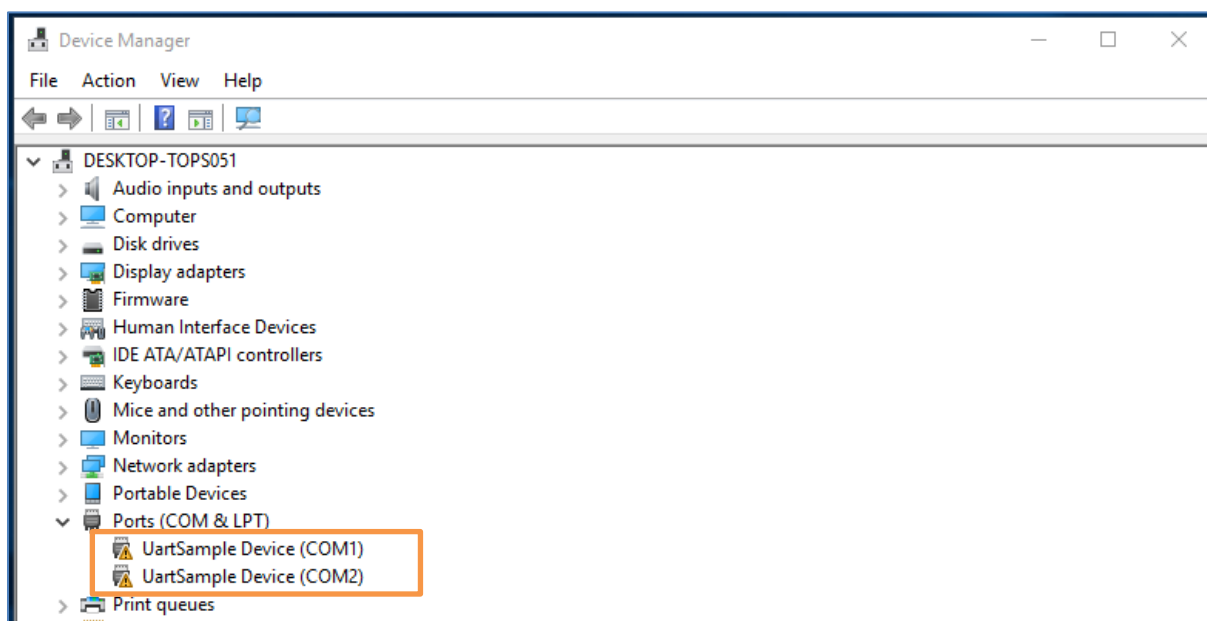 Device Manager
File Action View Help
DESKTOP-TOPS051
Audio inputs and outputs
Computer
Disk drives
Display adapters
Firmware
Human Interface Devices
IDE ATA/ATAPI controllers
Keyboards
Mice and other pointing devices
Monitors
Network adapters
Portable Devices
Ports (COM & LPT)
UartSample Device (COM1)
UartSample Device (COM2)
Print queues